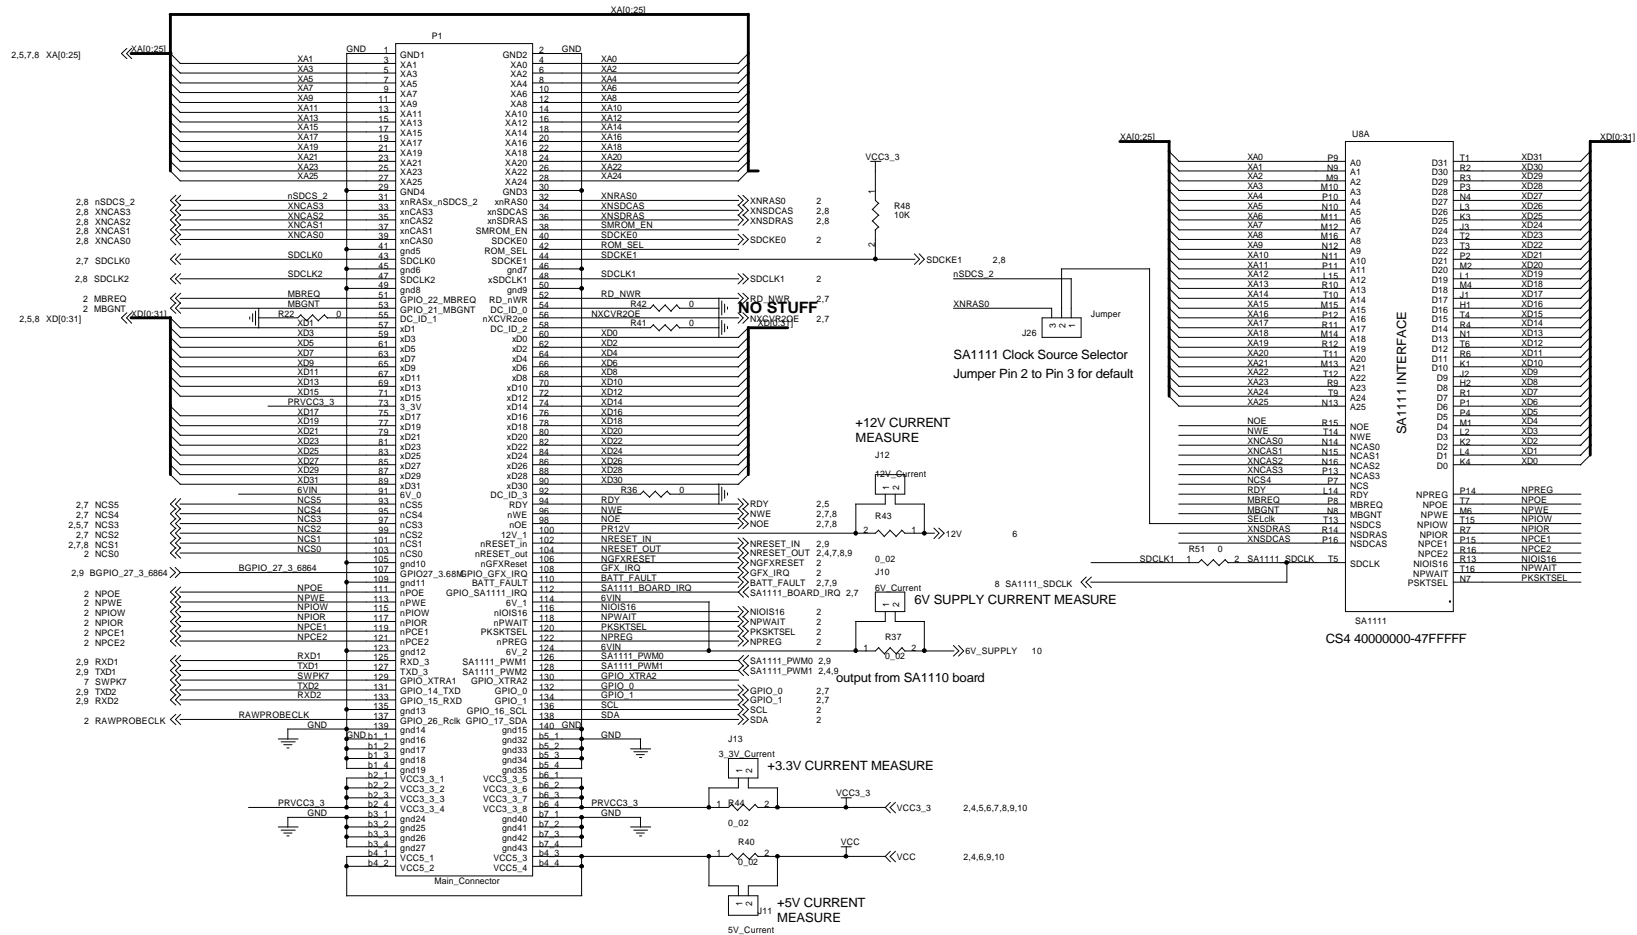 XA[0:25]
2,5,7,8 XA[0:25]
XA[0:25]
P1
GND 1 GND1 GND2 2 GND
XA1 3 XA1 XA0 4 XA0
XA3 5 XA3 XA2 6 XA2
XA5 7 XA5 XA4 8 XA4
XA7 9 XA7 XA6 10 XA6
XA9 11 XA9 XA8 12 XA8
XA11 13 XA11 XA10 14 XA10
XA13 15 XA13 XA12 16 XA12
XA15 17 XA15 XA14 18 XA14
XA17 19 XA17 XA16 20 XA16
XA19 21 XA19 XA18 22 XA18
XA21 23 XA21 XA20 24 XA20
XA23 25 XA23 XA22 26 XA22
XA25 27 XA25 XA24 28 XA24
29 GND4 GND3 30
2,8 nSDCS_2 nSDCS_2 31 xnRASx_nSDCS_2 xnRAS0 32 XNRAS0 XNRAS0 2
2,8 XNCAS3 XNCAS3 33 xnCAS3 xnSDCAS 34 XNSDCAS XNSDCAS 2,8
2,8 XNCAS2 XNCAS2 35 xnCAS2 xnSDRAS 36 XNSDRAS XNSDRAS 2,8
2,8 XNCAS1 XNCAS1 37 xnCAS1 SMROM_EN 38 SMROM_EN
2,8 XNCAS0 XNCAS0 39 xnCAS0 SDCKE0 40 SDCKE0 SDCKE0 2
41 gnd5 ROM_SEL 42 ROM_SEL
2,7 SDCLK0 SDCLK0 43 SDCLK0 SDCKE1 44 SDCKE1 SDCKE1 2,8
45 gnd6 gnd7 46
2,8 SDCLK2 SDCLK2 47 SDCLK2 xSDCLK1 48 SDCLK1 SDCLK1 2
49 gnd8 gnd9 50
2 MBREQ MBREQ 51 GPIO_22_MBREQ RD_nWR 52 RD_NWR RD_NWR 2,7
2 MBGNT MBGNT 53 GPIO_21_MBGNT DC_ID_0 54 R42 0
NO STUFF
R22 0 55 DC_ID_1 nXCVR2oe 56 NXCVR2OE NXCVR2OE 2,7
2,5,8 XD[0:31] XD[0:31]
XD1 57 xD1 DC_ID_2 58 R41 0 XD[0:31]
XD3 59 xD3 xD0 60 XD0
XD5 61 xD5 xD2 62 XD2
XD7 63 xD7 xD4 64 XD4
XD9 65 xD9 xD6 66 XD6
XD11 67 xD11 xD8 68 XD8
XD13 69 xD13 xD10 70 XD10
XD15 71 xD15 xD12 72 XD12
PRVCC3_3 73 3_3V xD14 74 XD14
XD17 75 xD17 xD16 76 XD16
XD19 77 xD19 xD18 78 XD18
XD21 79 xD21 xD20 80 XD20
XD23 81 xD23 xD22 82 XD22
XD25 83 xD25 xD24 84 XD24
XD27 85 xD27 xD26 86 XD26
XD29 87 xD29 xD28 88 XD28
XD31 89 xD31 xD30 90 XD30
6VIN 91 6V_0 DC_ID_3 92 R36 0
2,7 NCS5 NCS5 93 nCS5 RDY 94 RDY RDY 2,5
2,7 NCS4 NCS4 95 nCS4 nWE 96 NWE NWE 2,7,8
2,5,7 NCS3 NCS3 97 nCS3 nOE 98 NOE NOE 2,7,8
2,7 NCS2 NCS2 99 nCS2 12V_1 100 PR12V
2,7,8 NCS1 NCS1 101 nCS1 nRESET_in 102 NRESET_IN NRESET_IN 2,9
2 NCS0 NCS0 103 nCS0 nRESET_out 104 NRESET_OUT NRESET_OUT 2,4,7,8,9
105 gnd10 nGFXReset 106 NGFXRESET NGFXRESET 2
2,9 BGPIO_27_3_6864 BGPIO_27_3_6864 107 GPIO27_3.68M GPIO_GFX_IRQ 108 GFX_IRQ GFX_IRQ 2
109 gnd11 BATT_FAULT 110 BATT_FAULT BATT_FAULT 2,7,9
2 NPOE NPOE 111 nPOE GPIO_SA1111_IRQ 112 SA1111_BOARD_IRQ SA1111_BOARD_IRQ 2,7
2 NPWE NPWE 113 nPWE 6V_1 114 6VIN
2 NPIOW NPIOW 115 nPIOW nIOIS16 116 NIOIS16 NIOIS16 2
2 NPIOR NPIOR 117 nPIOR nPWAIT 118 NPWAIT NPWAIT 2
2 NPCE1 NPCE1 119 nPCE1 PKSKTSEL 120 PSKTSEL PKSKTSEL 2
2 NPCE2 NPCE2 121 nPCE2 nPREG 122 NPREG NPREG 2
123 gnd12 6V_2 124 6VIN
2,9 RXD1 RXD1 125 RXD_3 SA1111_PWM1 126 SA1111_PWM0 SA1111_PWM0 2,9
2,9 TXD1 TXD1 127 TXD_3 SA1111_PWM2 128 SA1111_PWM1 SA1111_PWM1 2,4,9
7 SWPK7 SWPK7 129 GPIO_XTRA1 GPIO_XTRA2 130 GPIO_XTRA2
output from SA1110 board
2,9 TXD2 TXD2 131 GPIO_14_TXD GPIO_0 132 GPIO_0 GPIO_0 2,7
2,9 RXD2 RXD2 133 GPIO_15_RXD GPIO_1 134 GPIO_1 GPIO_1 2,7
135 gnd13 GPIO_16_SCL 136 SCL SCL 2
2 RAWPROBECLK RAWPROBECLK 137 GPIO_26_Rclk GPIO_17_SDA 138 SDA SDA 2
GND 139 gnd14 gnd15 140 GND
GND b1_1 gnd16 gnd32 b5_1 GND
b1_2 gnd17 gnd33 b5_2
b1_3 gnd18 gnd34 b5_3
b1_4 gnd19 gnd35 b5_4
b2_1 VCC3_3_1 VCC3_3_5 b6_1
b2_2 VCC3_3_2 VCC3_3_6 b6_2
b2_3 VCC3_3_3 VCC3_3_7 b6_3
PRVCC3_3 b2_4 VCC3_3_4 VCC3_3_8 b6_4 PRVCC3_3
GND b3_1 gnd24 gnd40 b7_1 GND
b3_2 gnd25 gnd41 b7_2
b3_3 gnd26 gnd42 b7_3
b3_4 gnd27 gnd43 b7_4
b4_1 VCC5_1 VCC5_3 b4_3
b4_2 VCC5_2 VCC5_4 b4_4
Main_Connector
VCC3_3
1
R48
10K
2
nSDCS_2
XNRAS0
3 2 1
Jumper
J26
SA1111 Clock Source Selector
Jumper Pin 2 to Pin 3 for default
+12V CURRENT
MEASURE
J12
12V_Current
1 2
R43
2 1 12V 6
0_02
J10
6V_Current
1 2
6V SUPPLY CURRENT MEASURE
R37
1 2 6V_SUPPLY 10
0_02
J13
3_3V_Current
1 2
+3.3V CURRENT MEASURE
VCC3_3
1 R44 2 VCC3_3 2,4,5,6,7,8,9,10
0_02
VCC
R40
1 2 VCC 2,4,6,9,10
0_02
1 2
J11
+5V CURRENT
MEASURE
5V_Current
XA[0:25]
U8A
XD[0:31]
XA0 P9 A0 D31 T1 XD31
XA1 N9 A1 D30 R2 XD30
XA2 M9 A2 D29 R3 XD29
XA3 M10 A3 D28 P3 XD28
XA4 P10 A4 D27 N4 XD27
XA5 N10 A5 D26 L3 XD26
XA6 M11 A6 D25 K3 XD25
XA7 M12 A7 D24 J3 XD24
XA8 M16 A8 D23 T2 XD23
XA9 N12 A9 D22 T3 XD22
XA10 N11 A10 D21 P2 XD21
XA11 P11 A11 D20 M2 XD20
XA12 L15 A12 D19 L1 XD19
XA13 R10 A13 D18 M4 XD18
XA14 T10 A14 D17 J1 XD17
XA15 M15 A15 D16 H1 XD16
XA16 P12 A16 D15 T4 XD15
XA17 R11 A17 D14 R4 XD14
XA18 M14 A18 D13 N1 XD13
XA19 R12 A19 D12 T6 XD12
XA20 T11 A20 D11 R6 XD11
XA21 M13 A21 D10 K1 XD10
XA22 T12 A22 D9 J2 XD9
XA23 R9 A23 D8 H2 XD8
XA24 T9 A24 D7 R1 XD7
XA25 N13 A25 D6 P1 XD6
D5 P4 XD5
NOE R15 NOE D4 M1 XD4
NWE T14 NWE D3 L2 XD3
XNCAS0 N14 NCAS0 D2 K2 XD2
XNCAS1 N15 NCAS1 D1 L4 XD1
XNCAS2 N16 NCAS2 D0 K4 XD0
XNCAS3 P13 NCAS3
NCS4 P7 NCS
RDY L14 RDY NPREG P14 NPREG
MBREQ P8 MBREQ NPOE T7 NPOE
MBGNT N8 MBGNT NPWE M6 NPWE
SELclk T13 NSDCS NPIOW T15 NPIOW
XNSDRAS R14 NSDRAS NPIOR R7 NPIOR
XNSDCAS P16 NSDCAS NPCE1 P15 NPCE1
NPCE2 R16 NPCE2
SDCLK1 1 R51 0 2 SA1111_SDCLK T5 SDCLK NIOIS16 R13 NIOIS16
NPWAIT T16 NPWAIT
8 SA1111_SDCLK PSKTSEL N7 PKSKTSEL
SA1111 INTERFACE
SA1111
CS4 40000000-47FFFFF